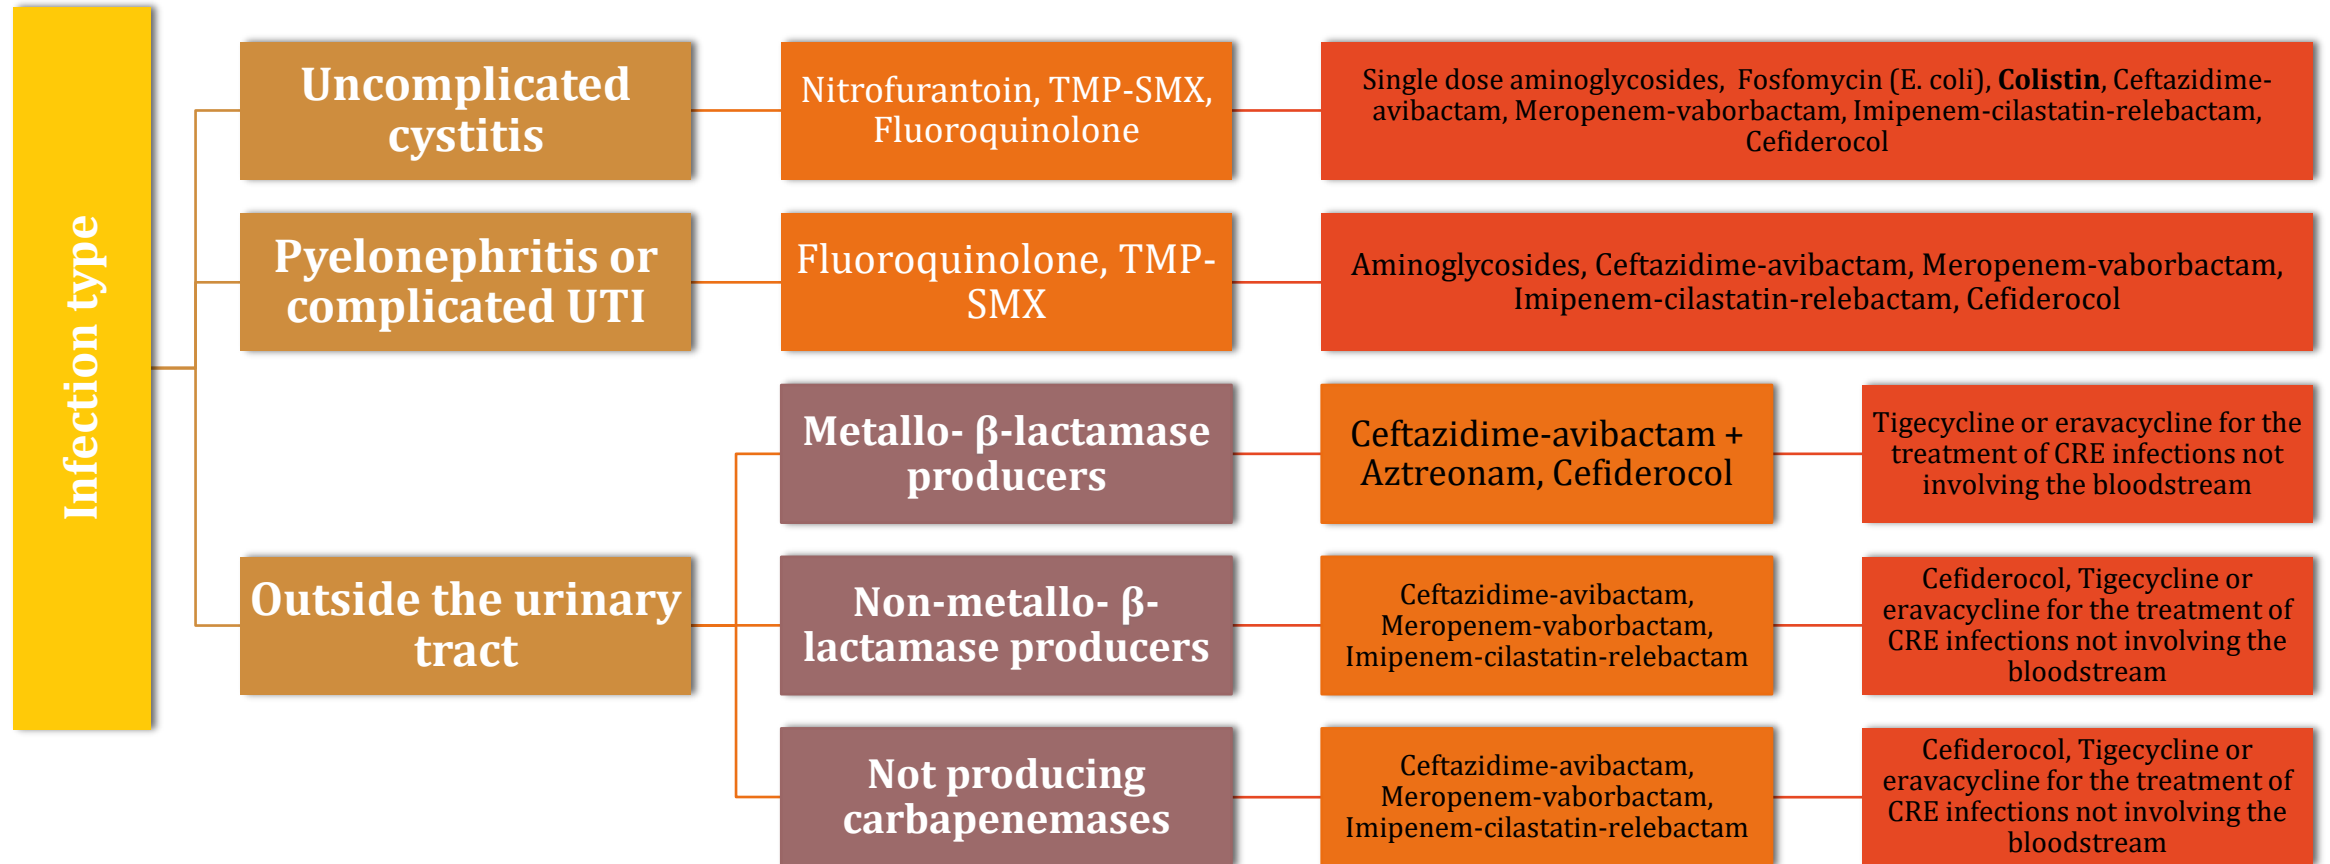 Infection type
Uncomplicated
cystitis
Nitrofurantoin, TMP-SMX,
Fluoroquinolone
Single dose aminoglycosides,  Fosfomycin (E. coli), Colistin, Ceftazidime-
avibactam, Meropenem-vaborbactam, Imipenem-cilastatin-relebactam,
Cefiderocol
Pyelonephritis or
complicated UTI
Fluoroquinolone, TMP-
SMX
Aminoglycosides, Ceftazidime-avibactam, Meropenem-vaborbactam,
Imipenem-cilastatin-relebactam, Cefiderocol
Outside the urinary
tract
Metallo- β-lactamase
producers
Ceftazidime-avibactam +
Aztreonam, Cefiderocol
Tigecycline or eravacycline for the
treatment of CRE infections not
involving the bloodstream
Non-metallo- β-
lactamase producers
Ceftazidime-avibactam,
Meropenem-vaborbactam,
Imipenem-cilastatin-relebactam
Cefiderocol, Tigecycline or
eravacycline for the treatment of
CRE infections not involving the
bloodstream
Not producing
carbapenemases
Ceftazidime-avibactam,
Meropenem-vaborbactam,
Imipenem-cilastatin-relebactam
Cefiderocol, Tigecycline or
eravacycline for the treatment of
CRE infections not involving the
bloodstream